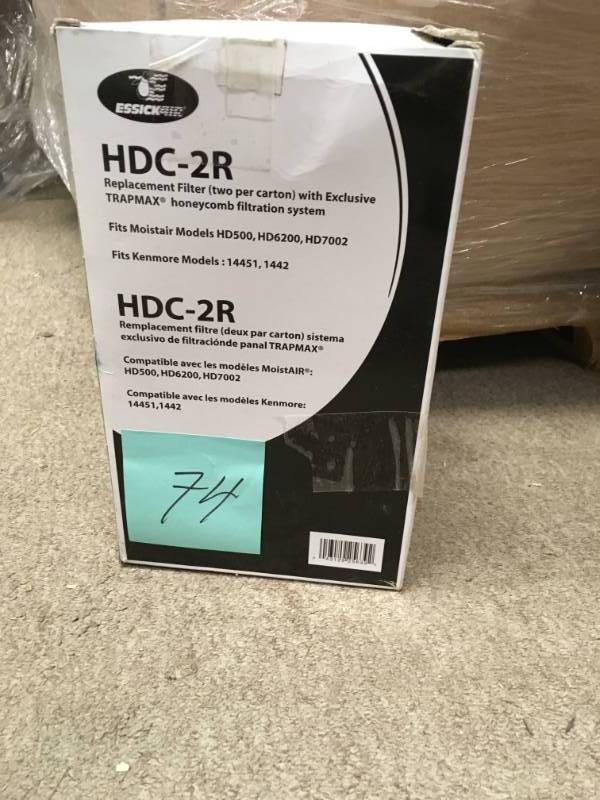 ESSICKAIR
HDC-2R
Replacement Filter (two per carton) with Exclusive
TRAPMAX® honeycomb filtration system
Fits Moistair Models HD500, HD6200, HD7002
Fits Kenmore Models : 14451, 1442
HDC-2R
Remplacement filtre (deux par carton) sistema
exclusivo de filtraciónde panal TRAPMAX®
Compatible avec les modèles MoistAIR®:
HD500, HD6200, HD7002
Compatible avec les modèles Kenmore:
14451,1442
74